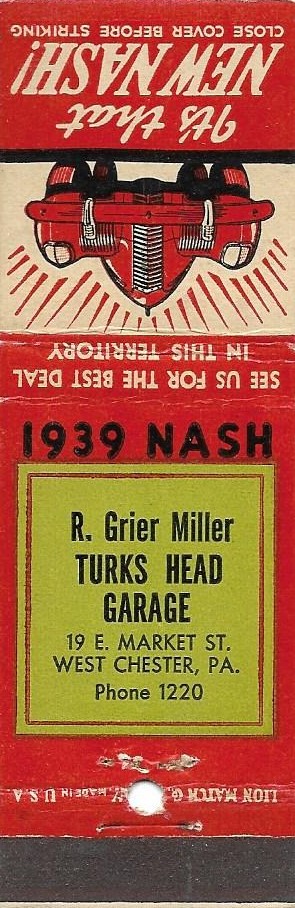 It's that
NEW NASH!
CLOSE COVER BEFORE STRIKING
SEE US FOR THE BEST DEAL
IN THIS TERRITORY
1939 NASH
R. Grier Miller
TURKS HEAD
GARAGE
19 E. MARKET ST.
WEST CHESTER, PA.
Phone 1220
LION MATCH MADE IN U S A